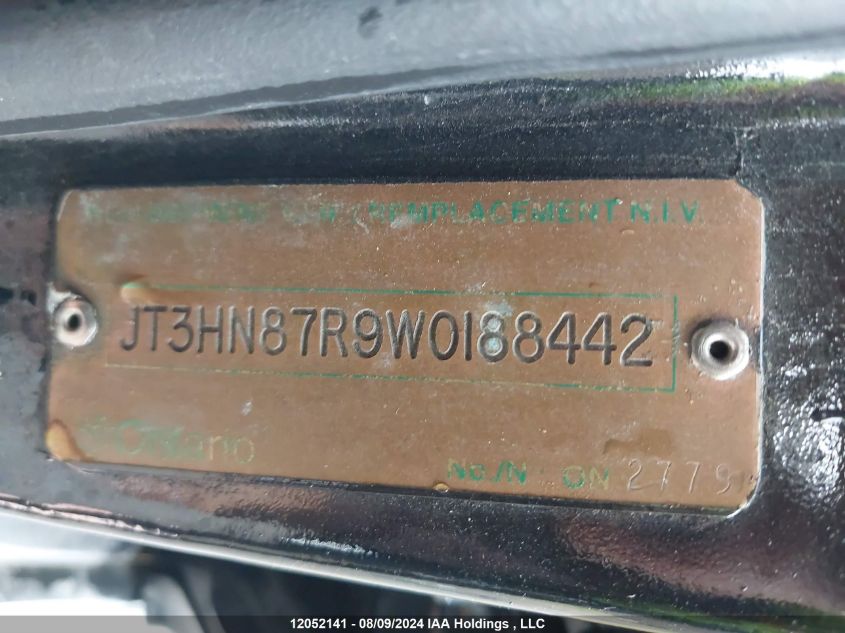 /REMPLACEMENT N.I.V.
JT3HN87R9W0188442
Ontario
No./N ON 2779
12052141 - 08/09/2024 IAA Holdings , LLC